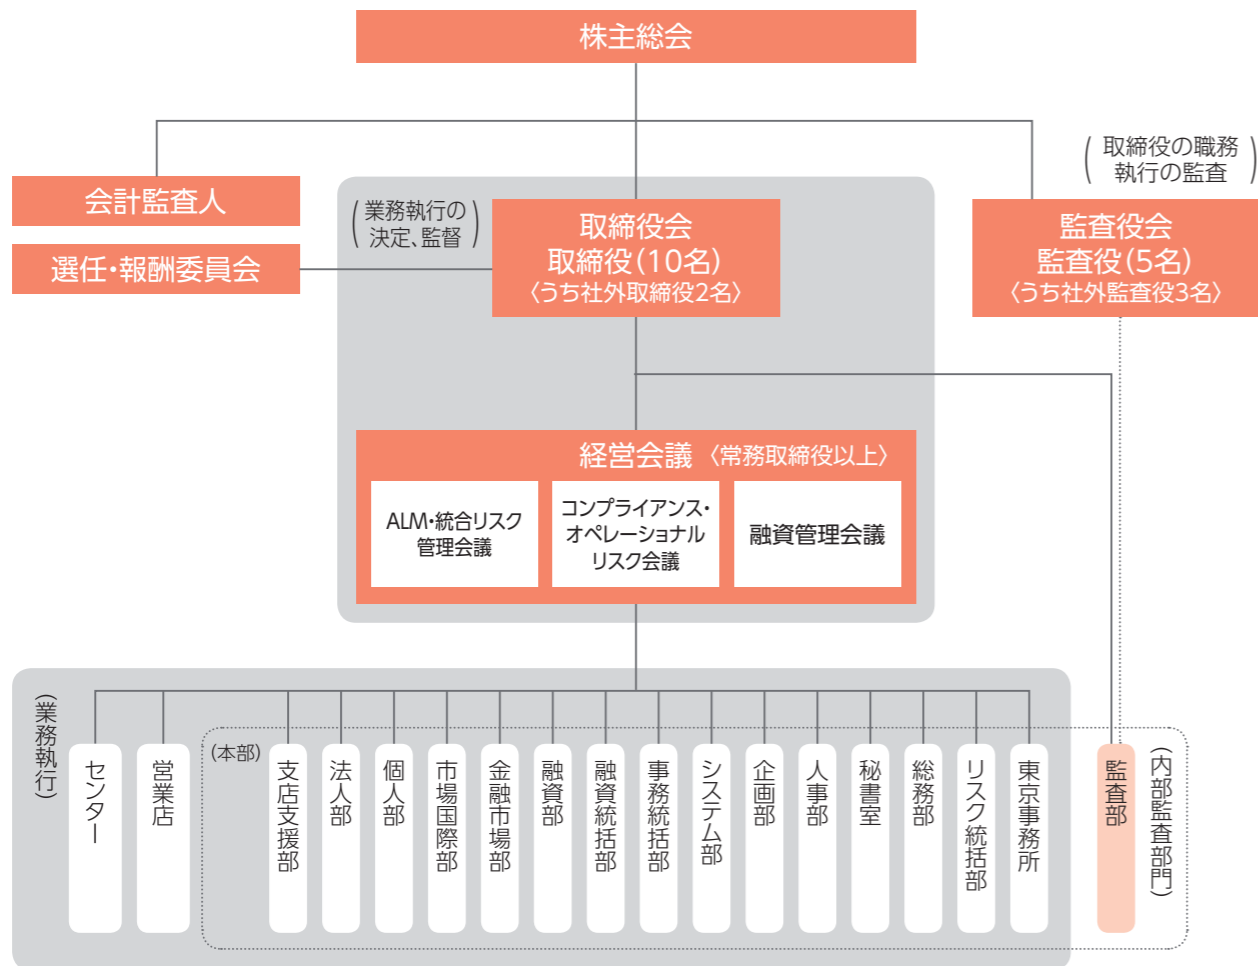 株主総会
会計監査人
選任・報酬委員会
(業務執行の
決定、監督)
取締役会
取締役(10名)
〈うち社外取締役2名〉
(取締役の職務
執行の監査)
監査役会
監査役(5名)
〈うち社外監査役3名〉
経営会議〈常務取締役以上〉
ALM・統合リスク
管理会議
コンプライアンス・
オペレーショナル
リスク会議
融資管理会議
(業務執行)
センター
営業店
(本部)
支店支援部
法人部
個人部
市場国際部
金融市場部
融資部
融資統括部
事務統括部
システム部
企画部
人事部
秘書室
総務部
リスク統括部
東京事務所
監査部
(内部監査部門)